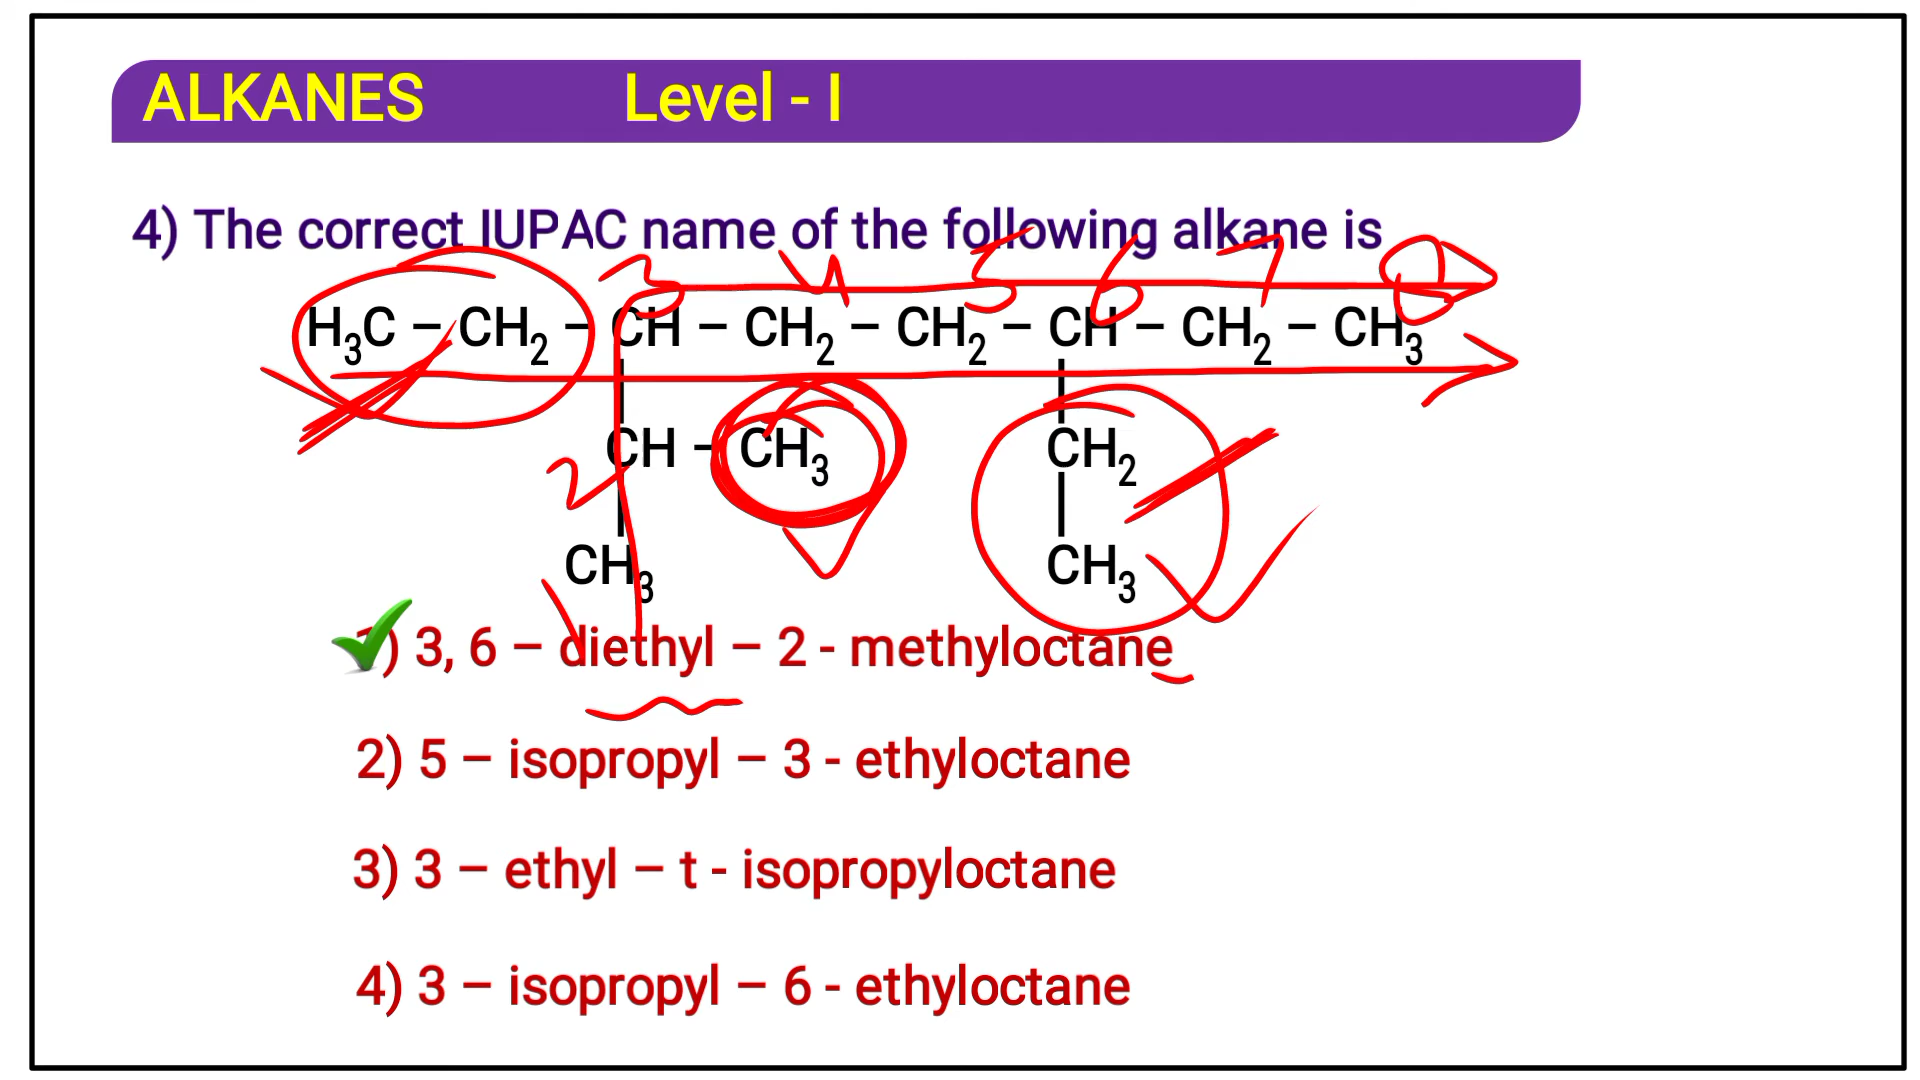 ALKANES Level - I
4) The correct IUPAC name of the following alkane is
3 4 5 6 7 8
H₃C – CH₂ – CH – CH₂ – CH₂ – CH – CH₂ – CH₃
2 CH – CH₃ CH₂
CH₃ CH₃
1
1) 3, 6 – diethyl – 2 - methyloctane
2) 5 – isopropyl – 3 - ethyloctane
3) 3 – ethyl – t - isopropyloctane
4) 3 – isopropyl – 6 - ethyloctane